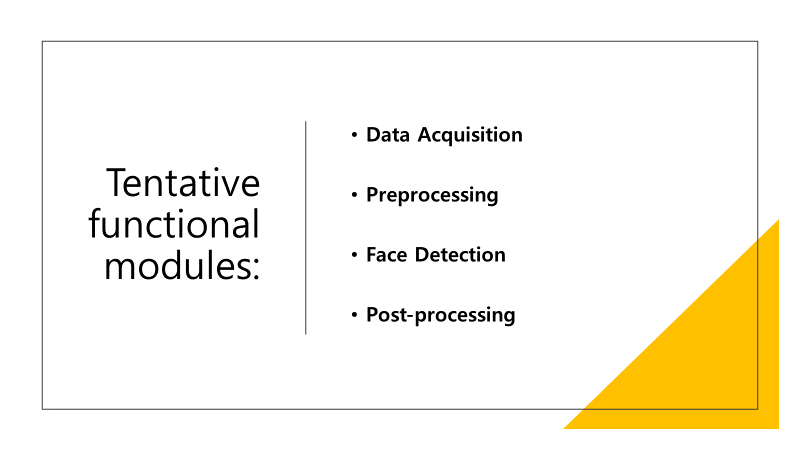 Tentative
functional
modules:
• Data Acquisition
• Preprocessing
• Face Detection
• Post-processing